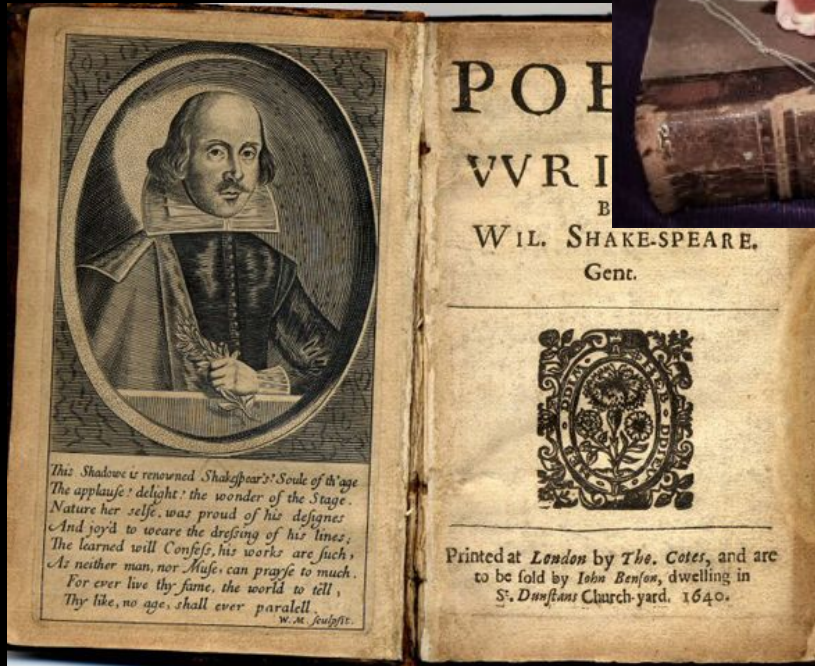 This Shadowe is renowned Shakespear's? Soule of th'age
The applause? delight? the wonder of the Stage.
Nature her selfe, was proud of his designes
And joy'd to weare the dressing of his lines;
The learned will Confess, his works are such,
As neither man, nor Muse, can prayse to much.
For ever live thy fame, the world to tell,
Thy like, no age, shall ever paralell.
W. M. sculpsit.
PO
VVRI
B
WIL. SHAKE-SPEARE.
Gent.
Printed at London by Tho. Cotes, and are
to be sold by Iohn Benson, dwelling in
St. Dunstans Church-yard. 1640.